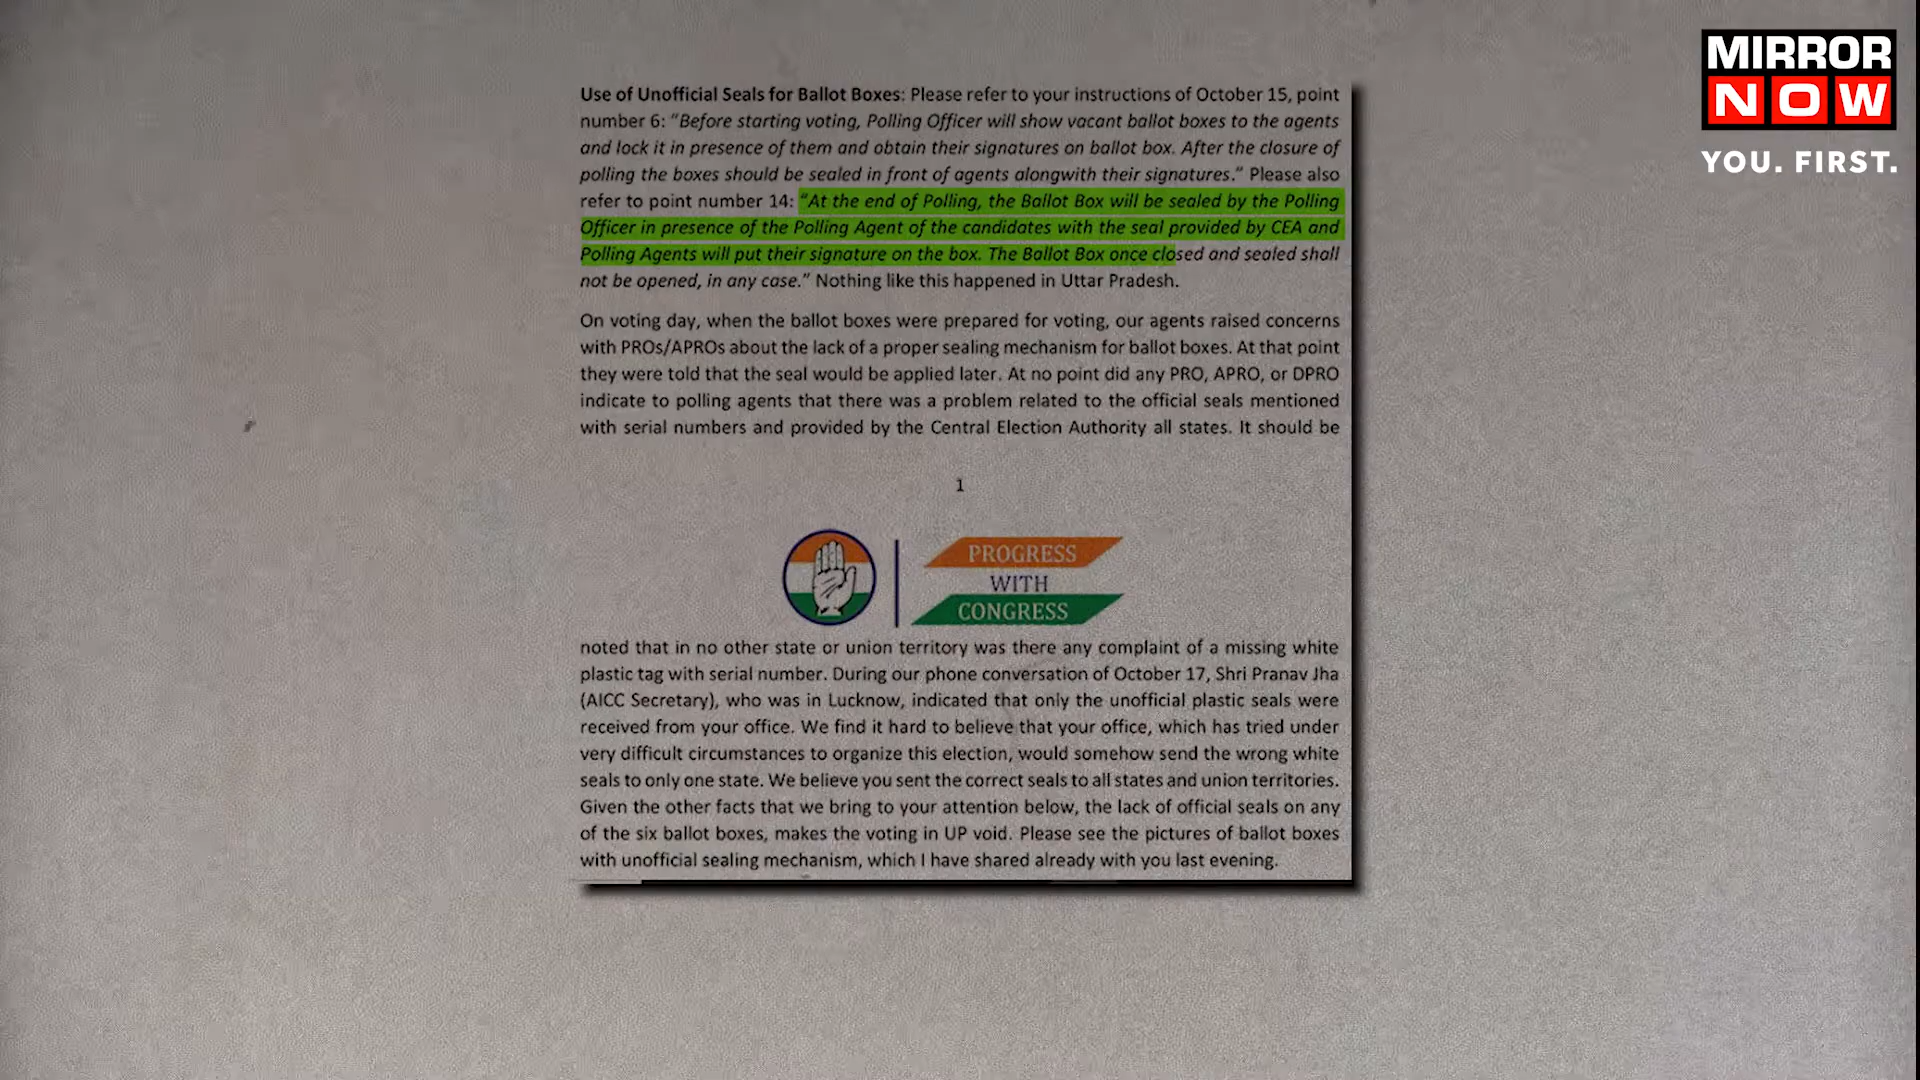 MIRROR
NOW
YOU. FIRST.
Use of Unofficial Seals for Ballot Boxes: Please refer to your instructions of October 15, point
number 6: “Before starting voting, Polling Officer will show vacant ballot boxes to the agents
and lock it in presence of them and obtain their signatures on ballot box. After the closure of
polling the boxes should be sealed in front of agents alongwith their signatures.” Please also
refer to point number 14: “At the end of Polling, the Ballot Box will be sealed by the Polling
Officer in presence of the Polling Agent of the candidates with the seal provided by CEA and
Polling Agents will put their signature on the box. The Ballot Box once closed and sealed shall
not be opened, in any case.” Nothing like this happened in Uttar Pradesh.
On voting day, when the ballot boxes were prepared for voting, our agents raised concerns
with PROs/APROs about the lack of a proper sealing mechanism for ballot boxes. At that point
they were told that the seal would be applied later. At no point did any PRO, APRO, or DPRO
indicate to polling agents that there was a problem related to the official seals mentioned
with serial numbers and provided by the Central Election Authority all states. It should be
1
PROGRESS
WITH
CONGRESS
noted that in no other state or union territory was there any complaint of a missing white
plastic tag with serial number. During our phone conversation of October 17, Shri Pranav Jha
(AICC Secretary), who was in Lucknow, indicated that only the unofficial plastic seals were
received from your office. We find it hard to believe that your office, which has tried under
very difficult circumstances to organize this election, would somehow send the wrong white
seals to only one state. We believe you sent the correct seals to all states and union territories.
Given the other facts that we bring to your attention below, the lack of official seals on any
of the six ballot boxes, makes the voting in UP void. Please see the pictures of ballot boxes
with unofficial sealing mechanism, which I have shared already with you last evening.